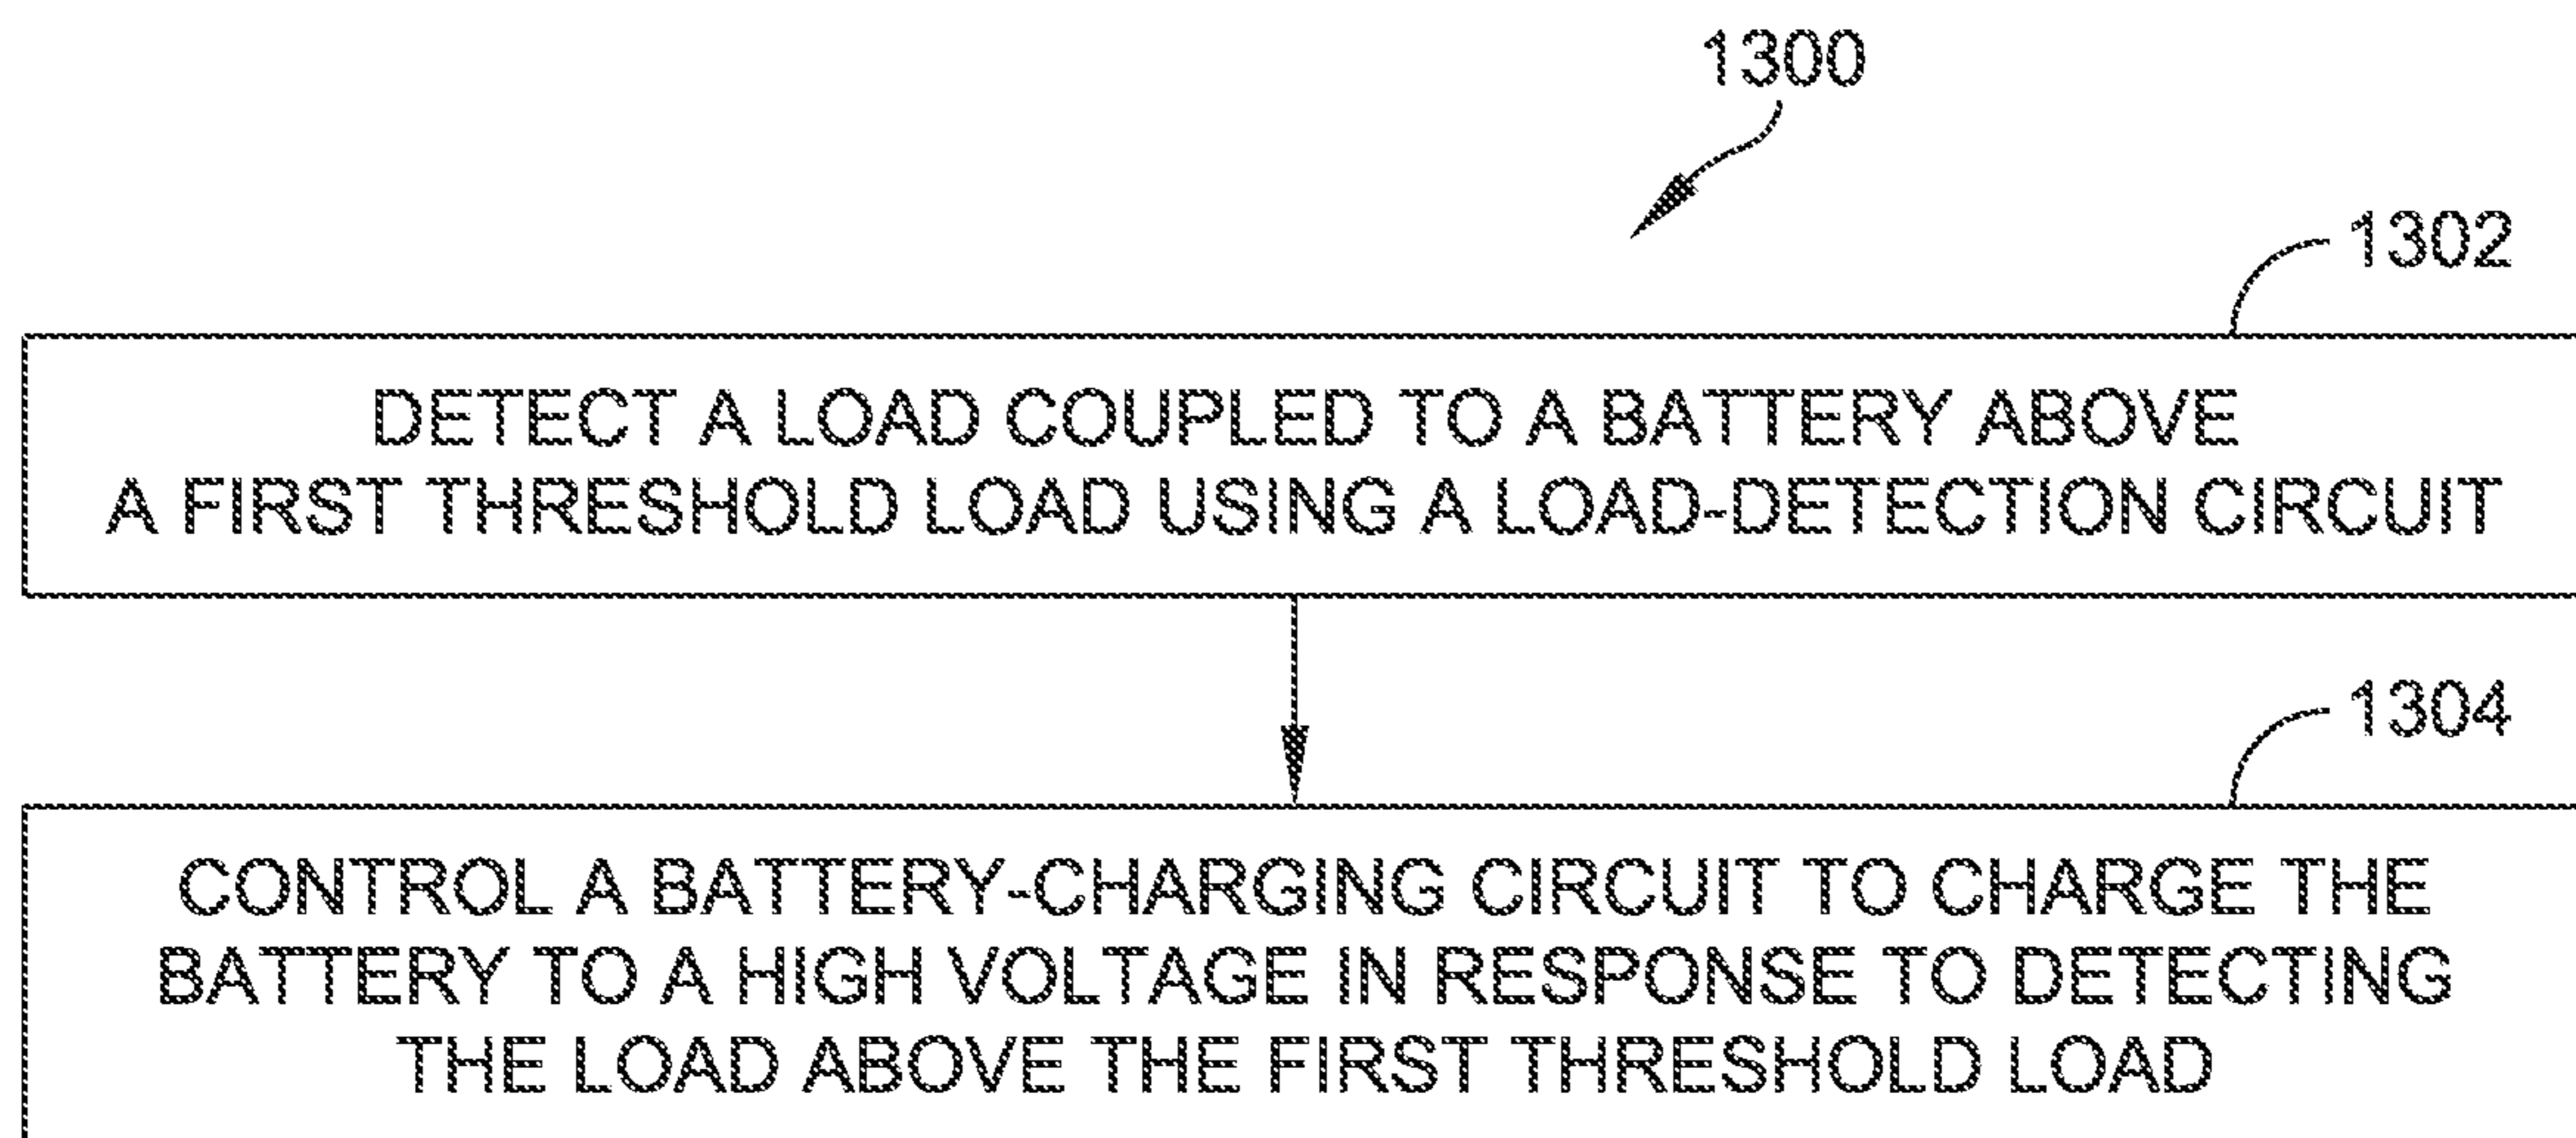 1300
1302
DETECT A LOAD COUPLED TO A BATTERY ABOVE
A FIRST THRESHOLD LOAD USING A LOAD-DETECTION CIRCUIT
1304
CONTROL A BATTERY-CHARGING CIRCUIT TO CHARGE THE
BATTERY TO A HIGH VOLTAGE IN RESPONSE TO DETECTING
THE LOAD ABOVE THE FIRST THRESHOLD LOAD